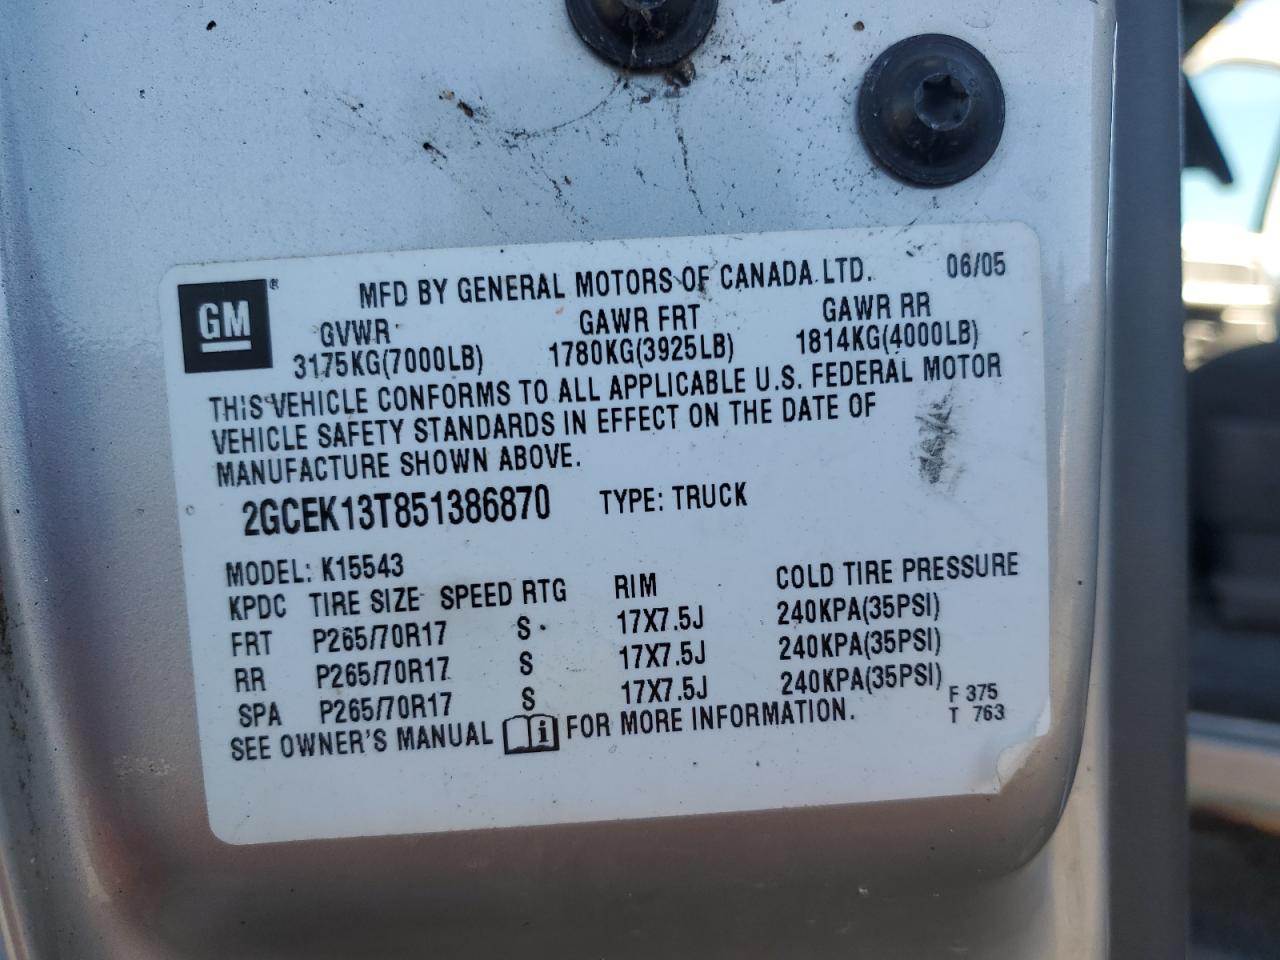 GM ®
MFD BY GENERAL MOTORS OF CANADA LTD. 06/05
GVWR GAWR FRT GAWR RR
3175KG(7000LB) 1780KG(3925LB) 1814KG(4000LB)
THIS VEHICLE CONFORMS TO ALL APPLICABLE U.S. FEDERAL MOTOR
VEHICLE SAFETY STANDARDS IN EFFECT ON THE DATE OF
MANUFACTURE SHOWN ABOVE.
2GCEK13T851386870 TYPE: TRUCK
MODEL: K15543
KPDC TIRE SIZE SPEED RTG RIM COLD TIRE PRESSURE
FRT P265/70R17 S 17X7.5J 240KPA(35PSI)
RR P265/70R17 S 17X7.5J 240KPA(35PSI)
SPA P265/70R17 S 17X7.5J 240KPA(35PSI)
SEE OWNER'S MANUAL i FOR MORE INFORMATION.
F 375
T 763